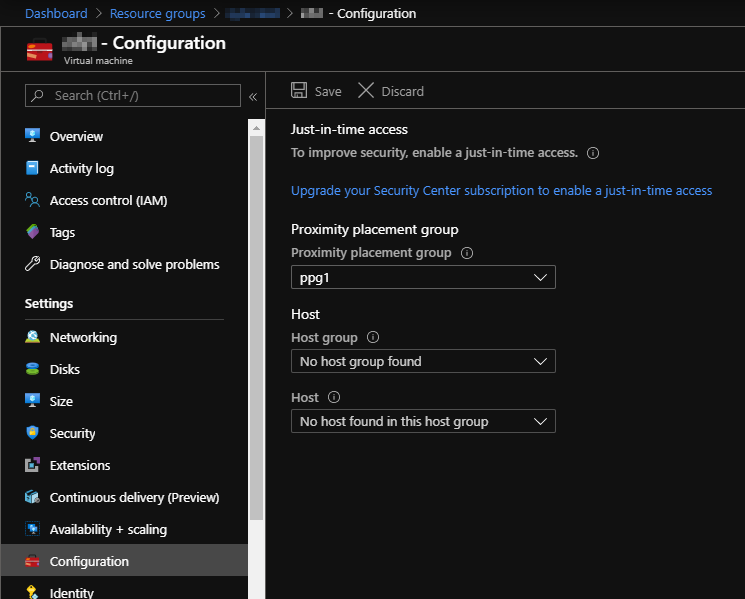 Dashboard > Resource groups > > - Configuration
- Configuration
Virtual machine
Search (Ctrl+/)
«
Save
Discard
Overview
Activity log
Access control (IAM)
Tags
Diagnose and solve problems
Settings
Networking
Disks
Size
Security
Extensions
Continuous delivery (Preview)
Availability + scaling
Configuration
Identity
Just-in-time access
To improve security, enable a just-in-time access.
Upgrade your Security Center subscription to enable a just-in-time access
Proximity placement group
Proximity placement group
ppg1
Host
Host group
No host group found
Host
No host found in this host group